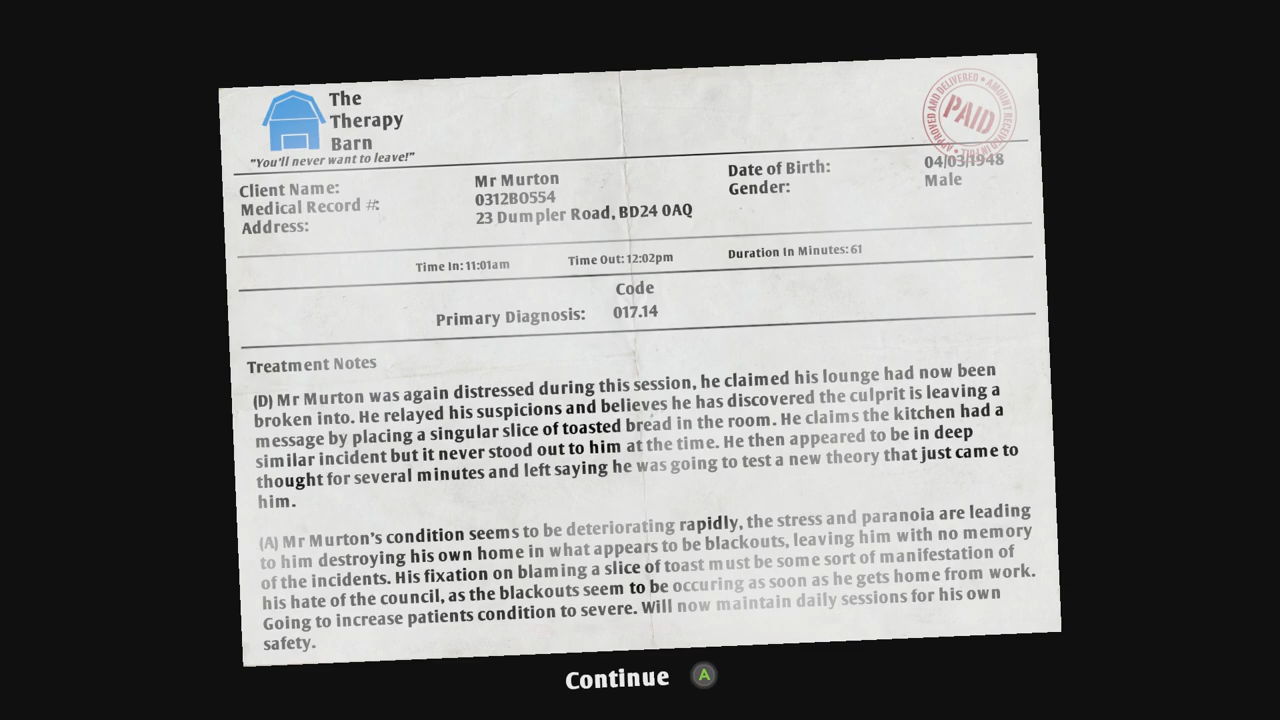 The
Therapy
Barn
"You'll never want to leave!"
APPROVED AND DELIVERED • AMOUNT RECEIVED IN FULL •
PAID
Client Name: Mr Murton Date of Birth: 04/03/1948
Medical Record #: 0312BO554 Gender: Male
Address: 23 Dumpler Road, BD24 0AQ
Time In: 11:01am Time Out: 12:02pm Duration In Minutes: 61
Code
Primary Diagnosis: 017.14
Treatment Notes
(D) Mr Murton was again distressed during this session, he claimed his lounge had now been
broken into. He relayed his suspicions and believes he has discovered the culprit is leaving a
message by placing a singular slice of toasted bread in the room. He claims the kitchen had a
similar incident but it never stood out to him at the time. He then appeared to be in deep
thought for several minutes and left saying he was going to test a new theory that just came to
him.
(A) Mr Murton's condition seems to be deteriorating rapidly, the stress and paranoia are leading
to him destroying his own home in what appears to be blackouts, leaving him with no memory
of the incidents. His fixation on blaming a slice of toast must be some sort of manifestation of
his hate of the council, as the blackouts seem to be occuring as soon as he gets home from work.
Going to increase patients condition to severe. Will now maintain daily sessions for his own
safety.
Continue A